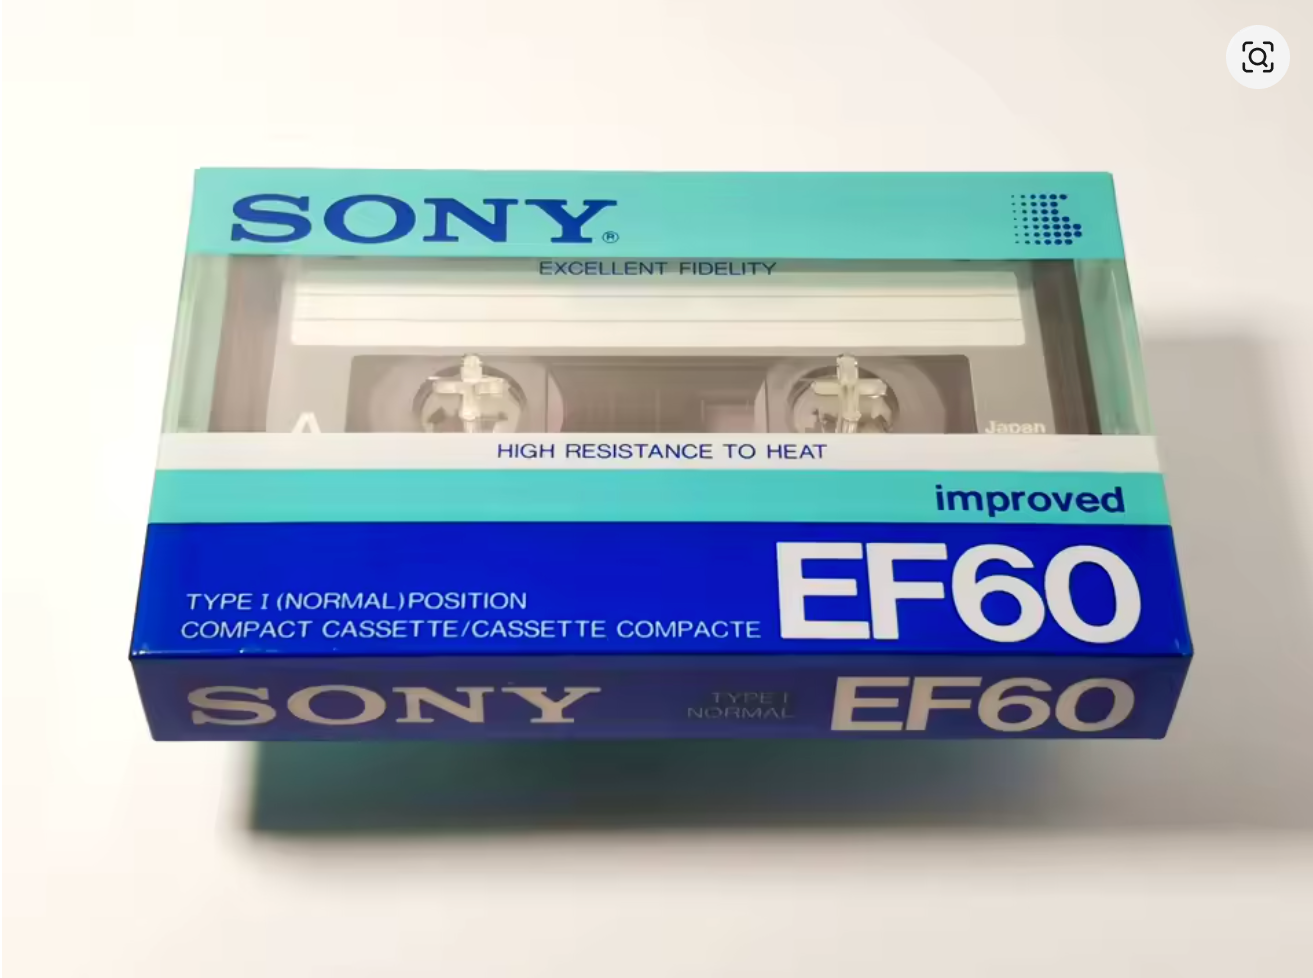 SONY®
EXCELLENT FIDELITY
A
Japan
HIGH RESISTANCE TO HEAT
improved
EF60
TYPE I (NORMAL) POSITION
COMPACT CASSETTE/CASSETTE COMPACTE
SONY
TYPE I
NORMAL
EF60